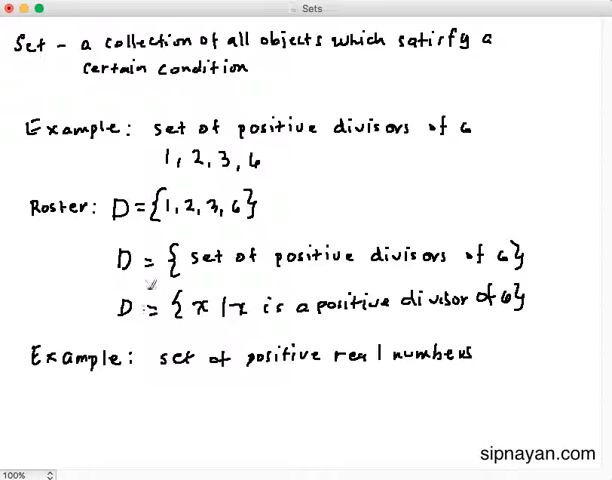 Sets
Set - a collection of all objects which satisfy a
certain condition
Example: set of positive divisors of 6
1, 2, 3, 6
Roster: D = {1, 2, 3, 6}
D = { set of positive divisors of 6}
D = { x | x is a positive divisor of 6}
Example: set of positive real numbers
sipnayan.com
100%